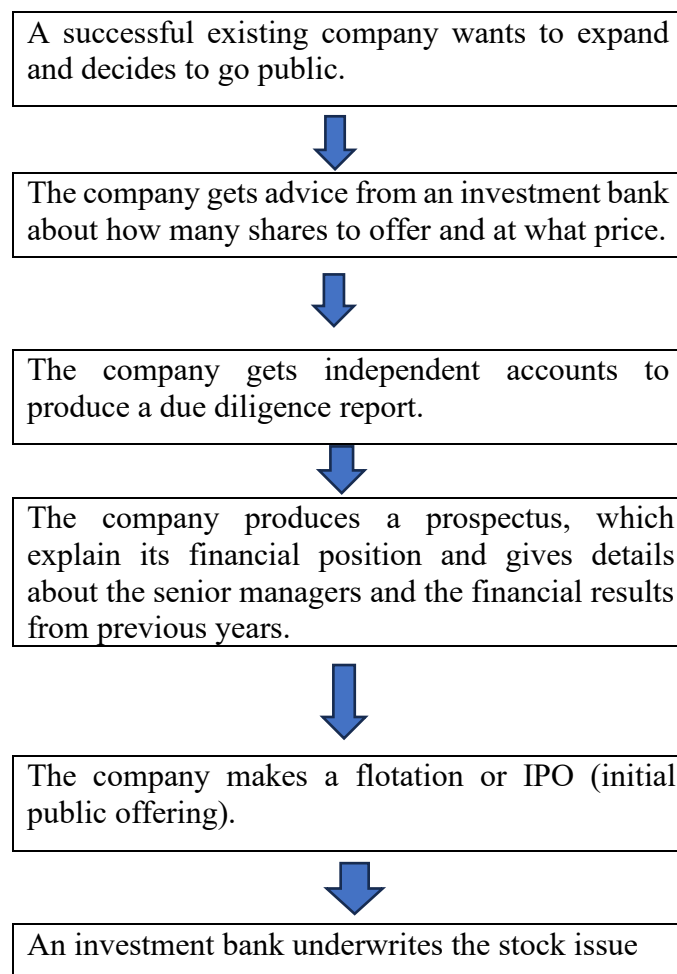 A successful existing company wants to expand
and decides to go public.
The company gets advice from an investment bank
about how many shares to offer and at what price.
The company gets independent accounts to
produce a due diligence report.
The company produces a prospectus, which
explain its financial position and gives details
about the senior managers and the financial results
from previous years.
The company makes a flotation or IPO (initial
public offering).
An investment bank underwrites the stock issue